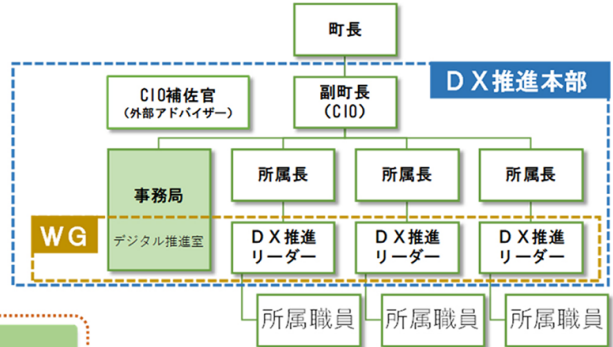 町長
DX推進本部
CIO補佐官
(外部アドバイザー)
副町長
(CIO)
事務局
デジタル推進室
所属長
所属長
所属長
WG
DX推進
リーダー
DX推進
リーダー
DX推進
リーダー
所属職員
所属職員
所属職員